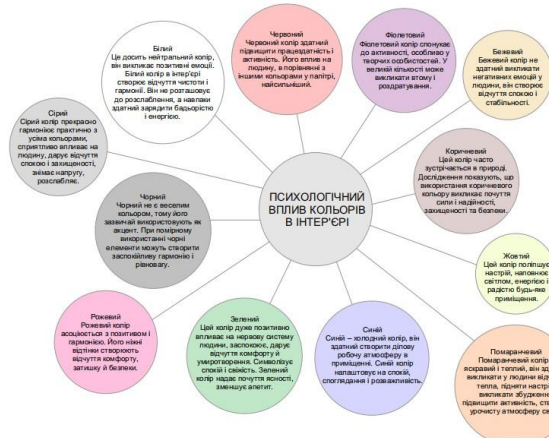 ПСИХОЛОГІЧНИЙ
ВПЛИВ КОЛЬОРІВ
В ІНТЕР'ЄРІ
Білий
Це досить нейтральний колір,
він викликає позитивні емоції.
Білий колір в інтер'єрі
створює відчуття чистоти і
гармонії. Він не розташовує
до розслаблення, а навпаки
здатний зарядити бадьорістю
і енергією.
Червоний
Червоний колір здатний
підвищити працездатність і
активність. Його вплив на
людину, в порівнянні з
іншими кольорами у палітрі,
найсильніший.
Фіолетовий
Фіолетовий колір спонукає
до активності, особливо у
творчих особистостей. У
великій кількості може
викликати втому і
роздратування.
Бежевий
Бежевий колір не
здатний викликати
негативних емоцій у
людини, він створює
відчуття спокою і
стабільності.
Сірий
Сірий колір прекрасно
гармоніює практично з
усіма кольорами,
сприятливо впливає на
людину, дарує відчуття
спокою і захищеності,
знімає напругу,
розслабляє.
Коричневий
Цей колір часто
зустрічається в природі.
Дослідження показують, що
використання коричневого
кольору викликає почуття
сили і надійності,
захищеності та безпеки.
Чорний
Чорний не є веселим
кольором, тому його
зазвичай використовують як
акцент. При помірному
використанні чорні
елементи можуть створити
заспокійливу гармонію і
рівновагу.
Жовтий
Цей колір поліпшує
настрій, наповнює
світлом, енергією і
радістю будь-яке
приміщення.
Рожевий
Рожевий колір
асоціюється з позитивом і
гармонією. Його ніжні
відтінки створюють
відчуття комфорту,
затишку й безпеки.
Зелений
Цей колір дуже позитивно
впливає на нервову систему
людини, заспокоює, дарує
відчуття комфорту й
умиротворення. Символізує
спокій і свіжість. Зелений
колір надає почуття ясності,
зменшує апетит.
Синій
Синій – холодний колір, він
здатний створити ділову
робочу атмосферу в
приміщенні. Синій колір
налаштовує на спокій,
споглядання і розважливість.
Помаранчевий
Помаранчевий колір
яскравий і теплий, він
викликати у людини
тепла, підняти
викликати
підвищити активність,
урочисту атмосферу